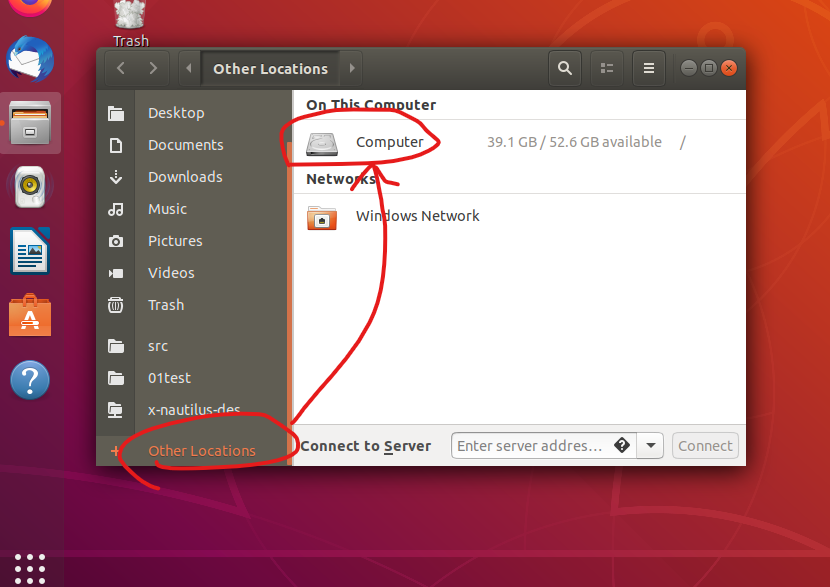 Trash
Other Locations
Desktop
Documents
Downloads
Music
Pictures
Videos
Trash
src
01test
x-nautilus-des
Other Locations
On This Computer
Computer 39.1 GB / 52.6 GB available /
Networks
Windows Network
Connect to Server Enter server addres… Connect